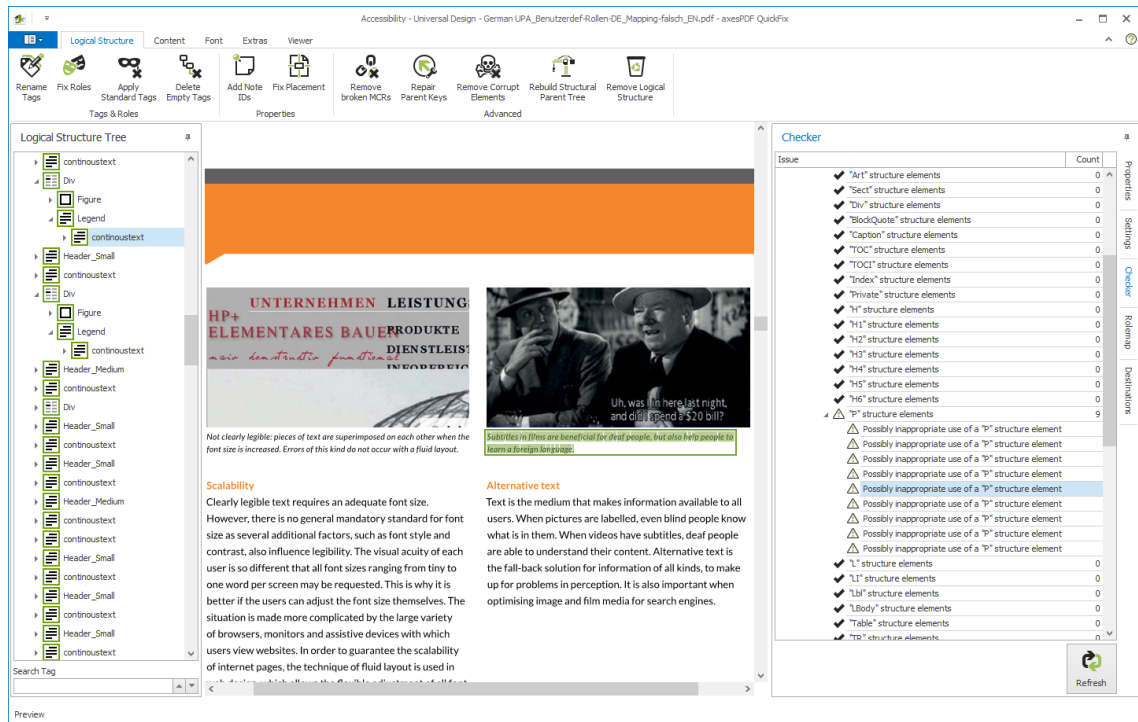 Accessibility - Universal Design - German UPA_Benutzerdef-Rollen-DE_Mapping-falsch_EN.pdf - axesPDF QuickFix
Logical Structure
Content
Font
Extras
Viewer
Rename Tags
Fix Roles
Apply Standard Tags
Delete Empty Tags
Add Note IDs
Fix Placement
Remove broken MCRs
Repair Parent Keys
Remove Corrupt Elements
Rebuild Structural Parent Tree
Remove Logical Structure
Tags & Roles
Properties
Advanced
Logical Structure Tree
continoustext
Div
Figure
Legend
continoustext
Header_Small
continoustext
Div
Figure
Legend
continoustext
Header_Medium
continoustext
Div
Header_Small
continoustext
Header_Small
continoustext
Header_Medium
continoustext
continoustext
Header_Small
continoustext
Header_Small
continoustext
Header_Small
continoustext
Search Tag
UNTERNEHMEN LEISTUNG
HP+
ELEMENTARES BAUEN
PRODUKTE
DIENSTLEIST
INFOBEREIC
Uh, was I in here last night,
and did I spend a $20 bill?
Not clearly legible: pieces of text are superimposed on each other when the
font size is increased. Errors of this kind do not occur with a fluid layout.
Subtitles in films are beneficial for deaf people, but also help people to
learn a foreign language.
Scalability
Clearly legible text requires an adequate font size.
However, there is no general mandatory standard for font
size as several additional factors, such as font style and
contrast, also influence legibility. The visual acuity of each
user is so different that all font sizes ranging from tiny to
one word per screen may be requested. This is why it is
better if the users can adjust the font size themselves. The
situation is made more complicated by the large variety
of browsers, monitors and assistive devices with which
users view websites. In order to guarantee the scalability
of internet pages, the technique of fluid layout is used in
Alternative text
Text is the medium that makes information available to all
users. When pictures are labelled, even blind people know
what is in them. When videos have subtitles, deaf people
are able to understand their content. Alternative text is
the fall-back solution for information of all kinds, to make
up for problems in perception. It is also important when
optimising image and film media for search engines.
Checker
Issue Count
"Art" structure elements 0
"Sect" structure elements 0
"Div" structure elements 0
"BlockQuote" structure elements 0
"Caption" structure elements 0
"TOC" structure elements 0
"TOCI" structure elements 0
"Index" structure elements 0
"Private" structure elements 0
"H" structure elements 0
"H1" structure elements 0
"H2" structure elements 0
"H3" structure elements 0
"H4" structure elements 0
"H5" structure elements 0
"H6" structure elements 0
"P" structure elements 9
Possibly inappropriate use of a "P" structure element
Possibly inappropriate use of a "P" structure element
Possibly inappropriate use of a "P" structure element
Possibly inappropriate use of a "P" structure element
Possibly inappropriate use of a "P" structure element
Possibly inappropriate use of a "P" structure element
Possibly inappropriate use of a "P" structure element
Possibly inappropriate use of a "P" structure element
Possibly inappropriate use of a "P" structure element
"L" structure elements 0
"LI" structure elements 0
"Lbl" structure elements 0
"LBody" structure elements 0
"Table" structure elements 0
"TR" structure elements 0
Refresh
Properties
Settings
Checker
Rolemap
Destinations
Preview